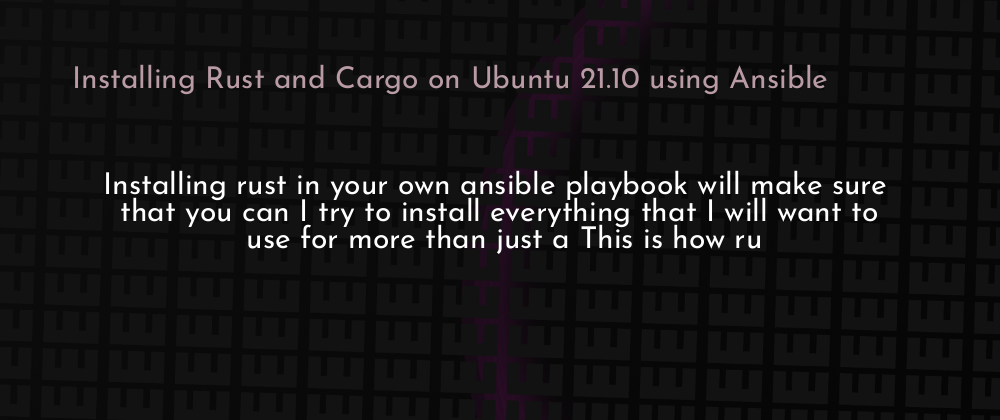 Installing Rust and Cargo on Ubuntu 21.10 using Ansible
Installing rust in your own ansible playbook will make sure
that you can I try to install everything that I will want to
use for more than just a This is how ru